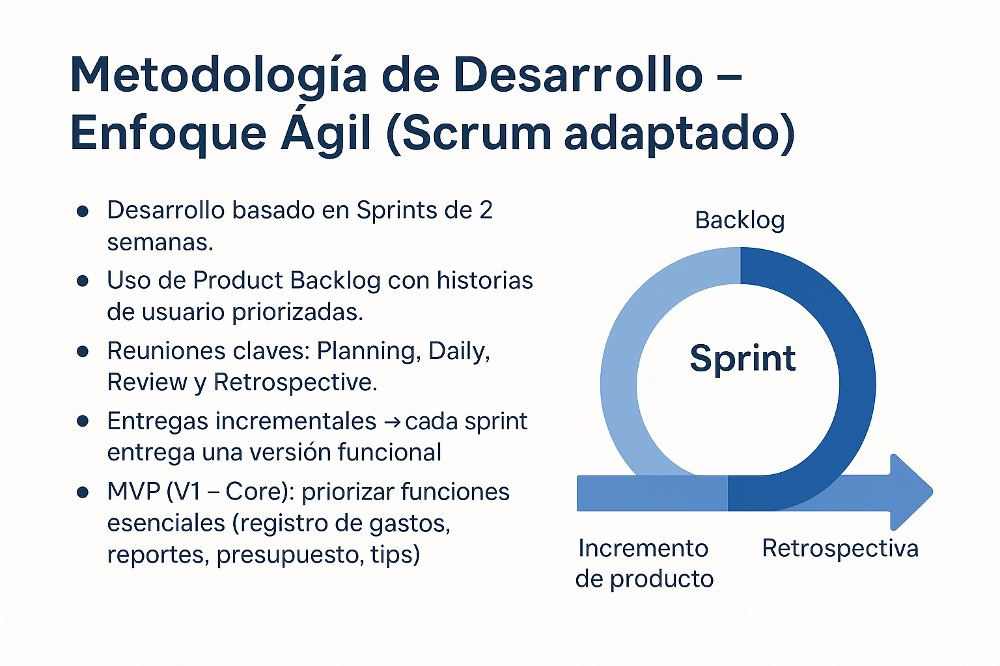 Metodología de Desarrollo –
Enfoque Ágil (Scrum adaptado)
• Desarrollo basado en Sprints de 2
semanas.
• Uso de Product Backlog con historias
de usuario priorizadas.
• Reuniones claves: Planning, Daily,
Review y Retrospective.
• Entregas incrementales → cada sprint
entrega una versión funcional
• MVP (V1 – Core): priorizar funciones
esenciales (registro de gastos,
reportes, presupuesto, tips)
Backlog
Sprint
Incremento
de producto
Retrospectiva